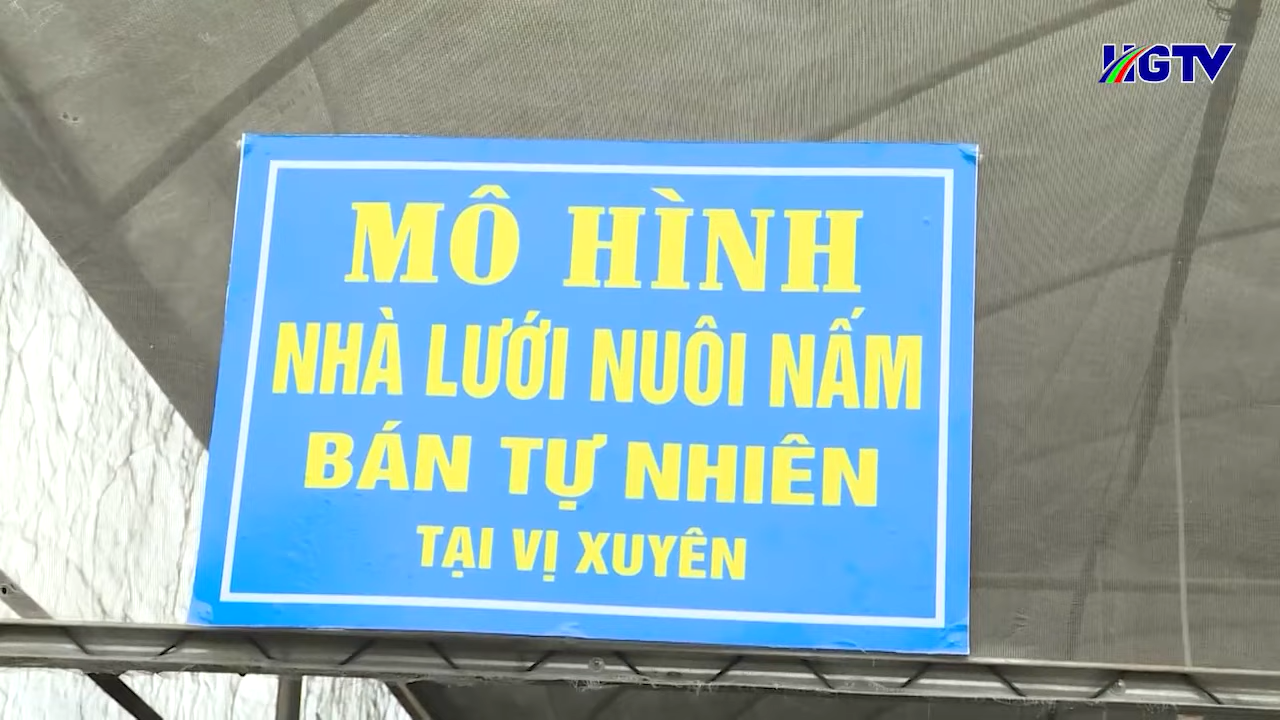 HGTV
MÔ HÌNH
NHÀ LƯỚI NUÔI NẤM
BÁN TỰ NHIÊN
TẠI VỊ XUYÊN